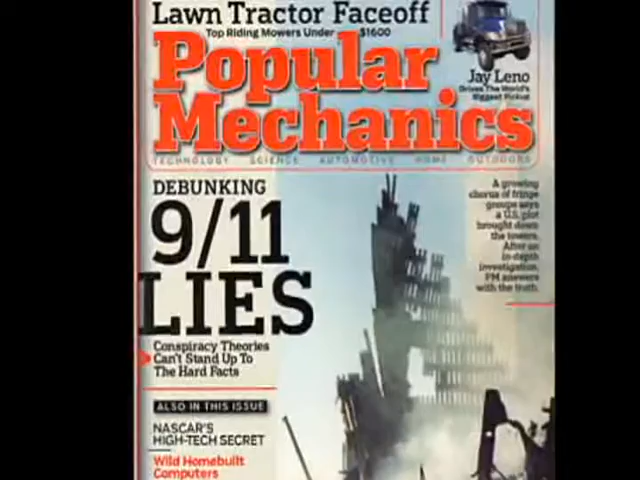 Lawn Tractor Faceoff
Top Riding Mowers Under $1600
Jay Leno
Drives The World's
Biggest Pickup
Popular
Mechanics
TECHNOLOGY SCIENCE AUTOMOTIVE HOME OUTDOORS
DEBUNKING
9/11
LIES
Conspiracy Theories
Can't Stand Up To
The Hard Facts
A growing
chorus of fringe
groups says
a U.S. plot
brought down
the towers.
After an
in-depth
investigation,
PM answers
with the truth.
ALSO IN THIS ISSUE
NASCAR'S
HIGH-TECH SECRET
Wild Homebuilt
Computers